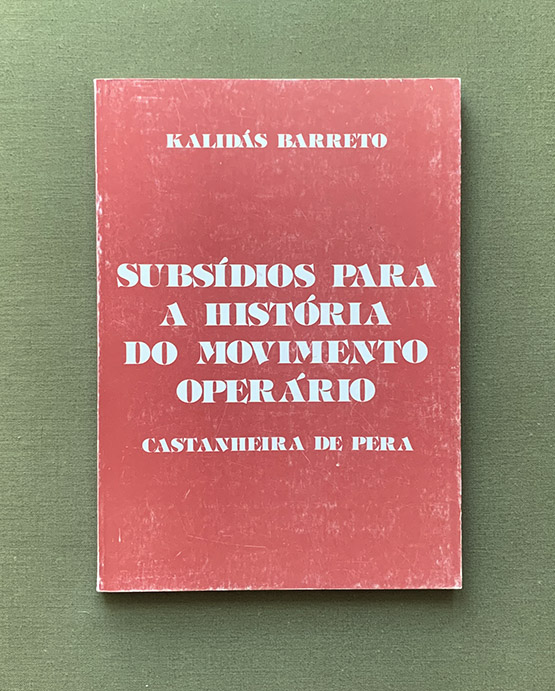 KALIDÁS BARRETO
SUBSÍDIOS PARA
A HISTÓRIA
DO MOVIMENTO
OPERÁRIO
CASTANHEIRA DE PERA